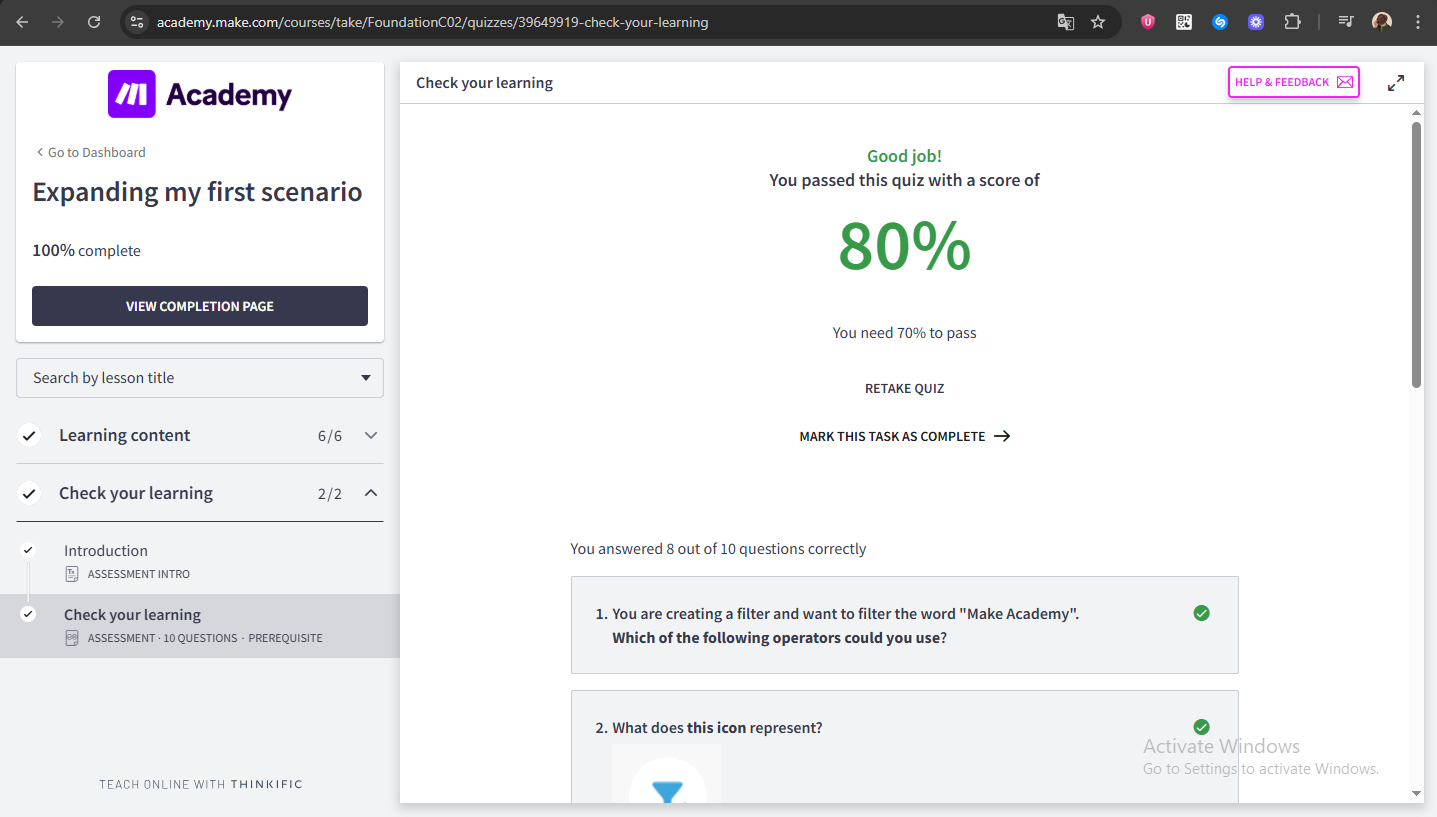 academy.make.com/courses/take/FoundationC02/quizzes/39649919-check-your-learning
Academy
Go to Dashboard
Expanding my first scenario
100% complete
VIEW COMPLETION PAGE
Search by lesson title
Learning content 6/6
Check your learning 2/2
Introduction
ASSESSMENT INTRO
Check your learning
ASSESSMENT · 10 QUESTIONS · PREREQUISITE
TEACH ONLINE WITH THINKIFIC
Check your learning
HELP & FEEDBACK
Good job!
You passed this quiz with a score of
80%
You need 70% to pass
RETAKE QUIZ
MARK THIS TASK AS COMPLETE
You answered 8 out of 10 questions correctly
1. You are creating a filter and want to filter the word "Make Academy".
Which of the following operators could you use?
2. What does this icon represent?
Activate Windows
Go to Settings to activate Windows.